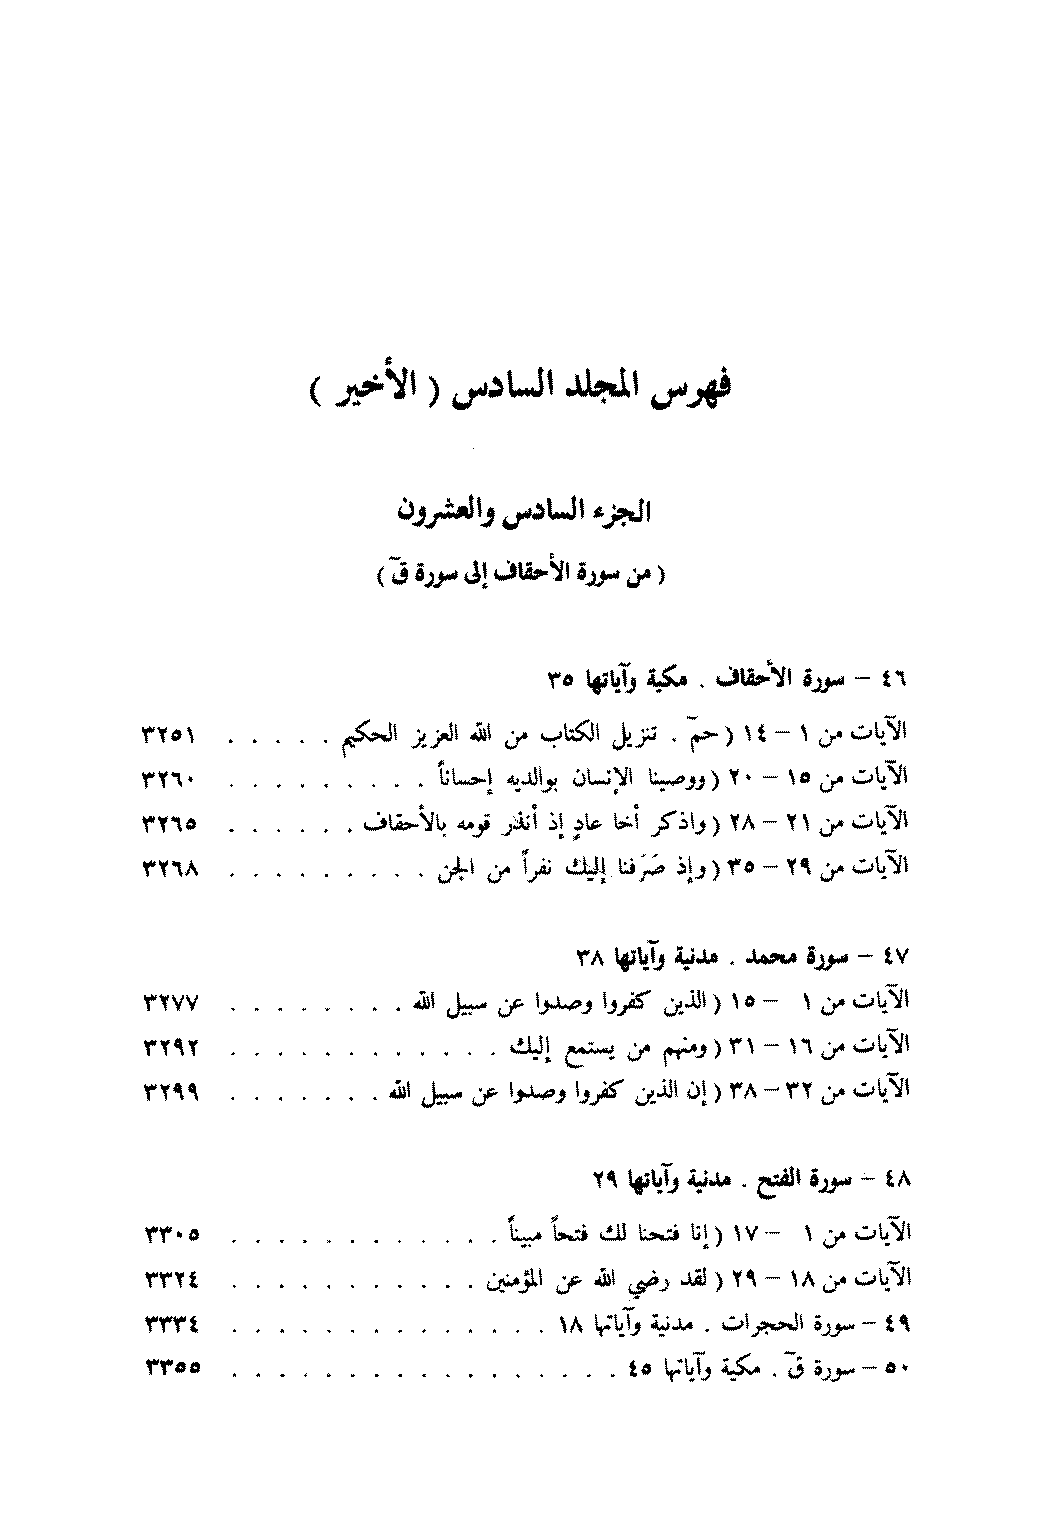 فهرس المجلد السادس ( الأخير )
الجزء السادس والعشرون
( من سورة الأحقاف إلى سورة قۤ )
٤٦ – سورة الأحقاف . مكية وآياتها ٣٥
الآيات من ١ – ١٤ ( حمۤ . تنزيل الكتاب من الله العزيز الحكيم . . . . . ٣٢٥١
الآيات من ١٥ – ٢٠ ( ووصينا الإنسان بوالديه إحساناً . . . . . . . . . ٣٢٦٠
الآيات من ٢١ – ٢٨ ( واذكر أخا عادٍ إذ أنذر قومه بالأحقاف . . . . . . ٣٢٦٥
الآيات من ٢٩ – ٣٥ ( وإذ صَرَفنا إليك نفراً من الجن . . . . . . . . . ٣٢٦٨
٤٧ – سورة محمد . مدنية وآياتها ٣٨
الآيات من ١ – ١٥ ( الذين كفروا وصدوا عن سبيل الله . . . . . . . . ٣٢٧٧
الآيات من ١٦ – ٣١ ( ومنهم من يستمع إليك . . . . . . . . . . . . ٣٢٩٢
الآيات من ٣٢ – ٣٨ ( إن الذين كفروا وصدوا عن سبيل الله . . . . . . . ٣٢٩٩
٤٨ – سورة الفتح . مدنية وآياتها ٢٩
الآيات من ١ – ١٧ ( إنا فتحنا لك فتحاً مبيناً . . . . . . . . . . . . ٣٣٠٥
الآيات من ١٨ – ٢٩ ( لقد رضي الله عن المؤمنين . . . . . . . . . . . ٣٣٢٤
٤٩ – سورة الحجرات . مدنية وآياتها ١٨ . . . . . . . . . . . . . . ٣٣٣٤
٥٠ – سورة قۤ . مكية وآياتها ٤٥ . . . . . . . . . . . . . . . . . ٣٣٥٥